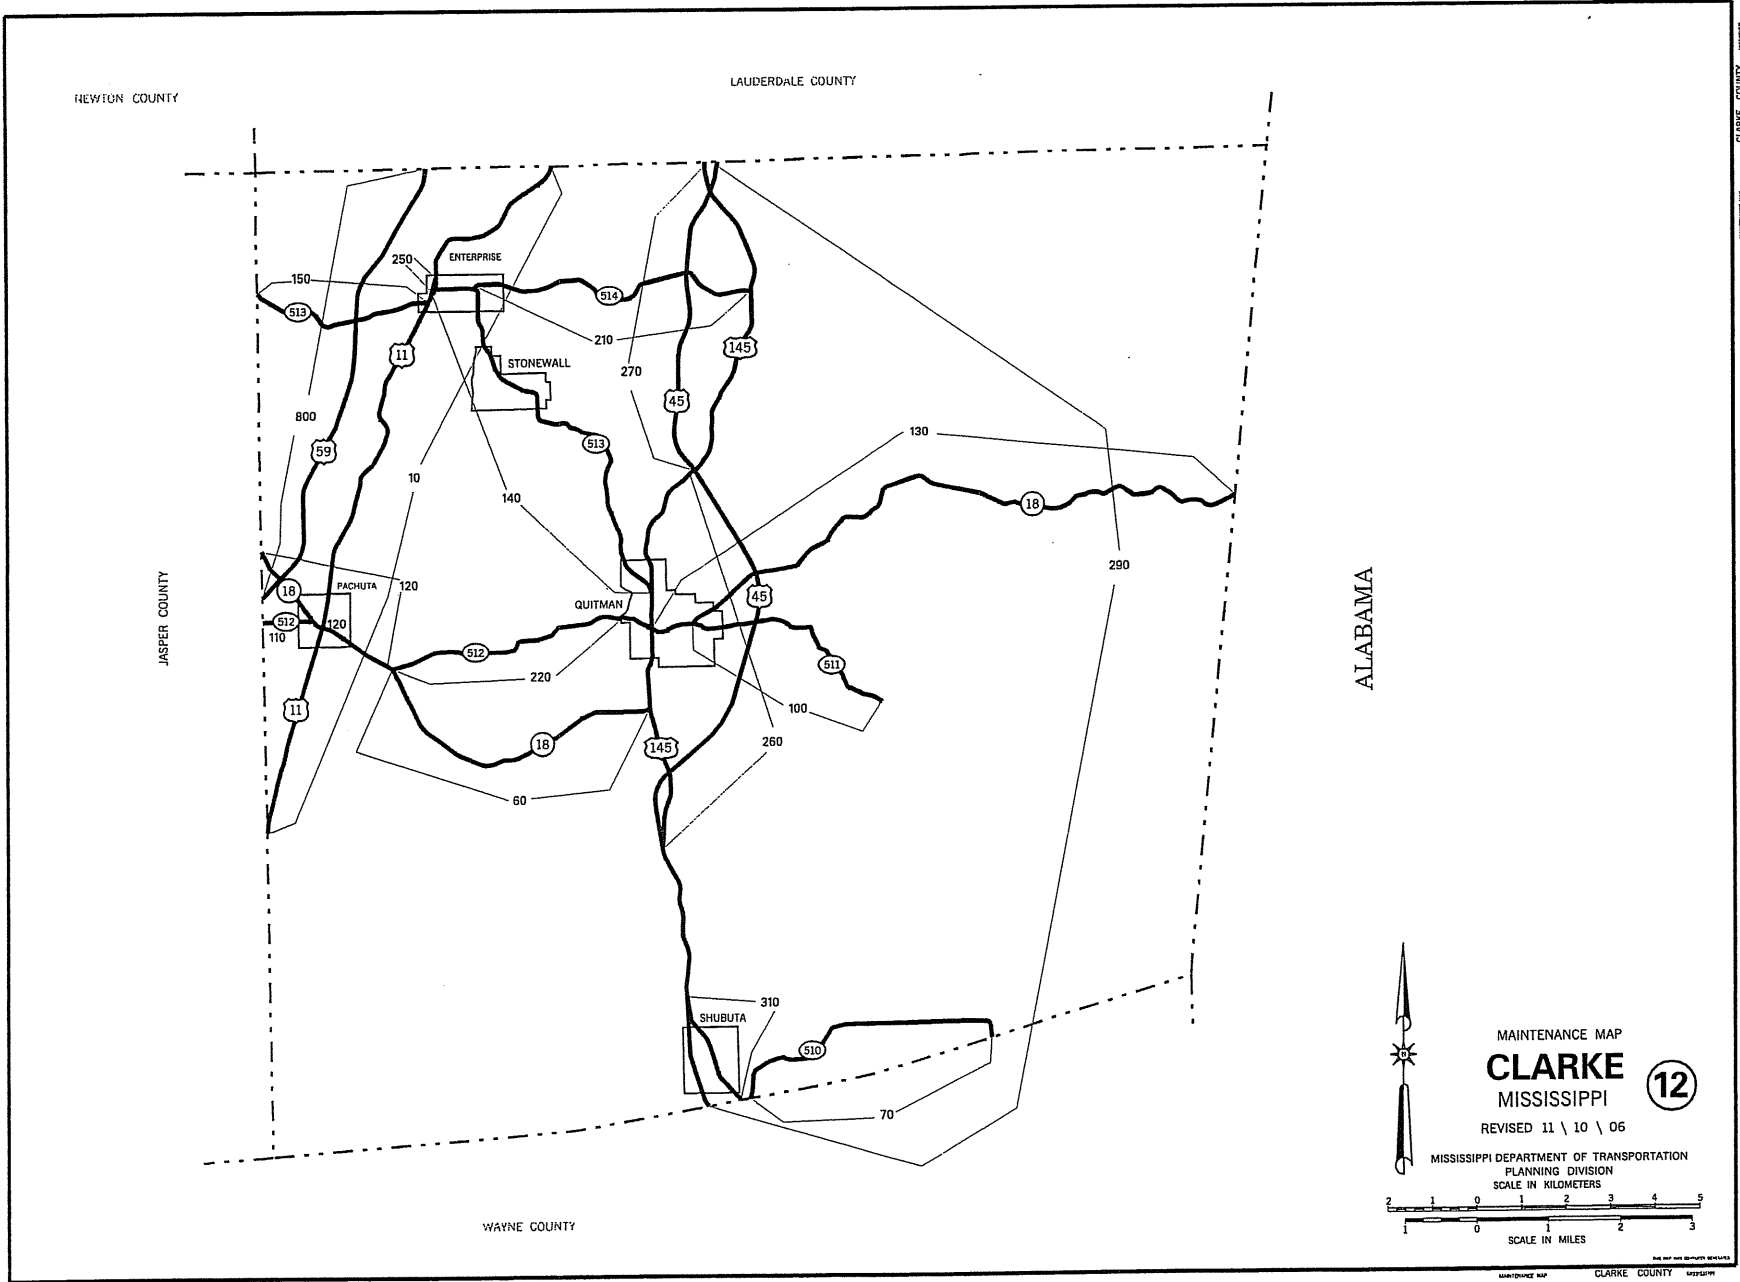 LAUDERDALE COUNTY
NEWTON COUNTY
ENTERPRISE
250
150
513
514
210
11
145
STONEWALL
270
45
800
59
513
130
10
140
18
290
120
PACHUTA
18
QUITMAN
45
512
120
110
JASPER COUNTY
ALABAMA
512
511
220
11
100
18
145
260
60
310
SHUBUTA
510
70
WAYNE COUNTY
N
MAINTENANCE MAP
CLARKE
12
MISSISSIPPI
REVISED 11 \ 10 \ 06
MISSISSIPPI DEPARTMENT OF TRANSPORTATION
PLANNING DIVISION
SCALE IN KILOMETERS
2 1 0 1 2 3 4 5
1 0 1 2 3
SCALE IN MILES
MAINTENANCE MAP CLARKE COUNTY MISSISSIPPI
CLARKE COUNTY